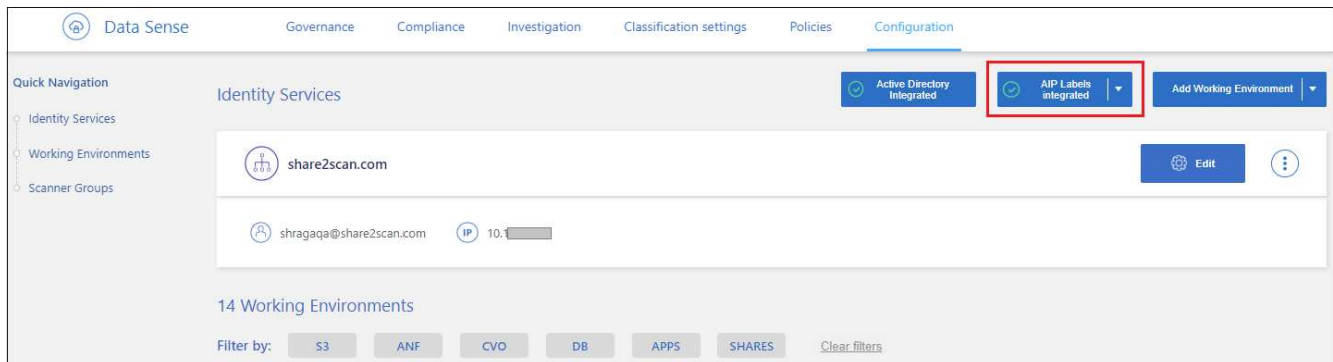 Data Sense
Governance Compliance Investigation Classification settings Policies Configuration
Quick Navigation
Identity Services
Working Environments
Scanner Groups
Identity Services
Active Directory
Integrated
AIP Labels
integrated
Add Working Environment
share2scan.com
Edit
shragaqa@share2scan.com IP 10.1
14 Working Environments
Filter by: S3 ANF CVO DB APPS SHARES Clear filters